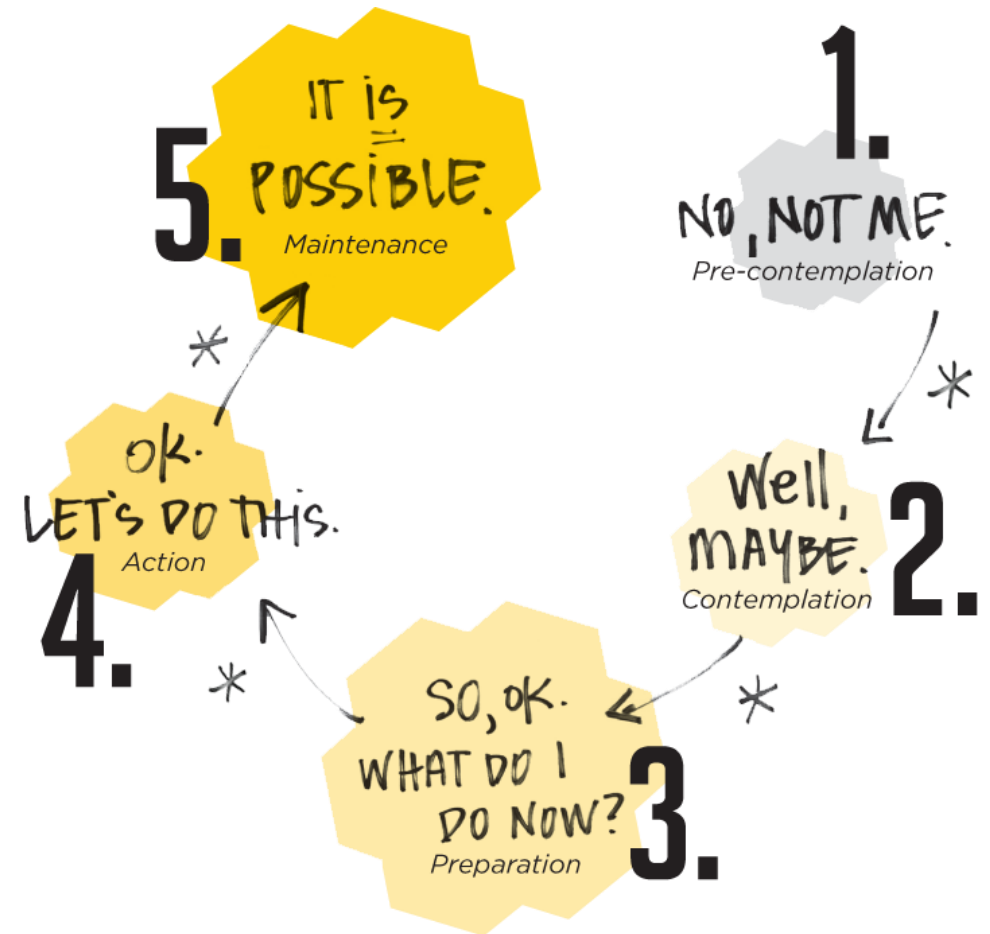 1.
NO, NOT ME.
Pre-contemplation
*
Well,
MAYBE.
Contemplation
2.
*
SO, OK.
WHAT DO I
DO NOW?
Preparation
3.
*
OK.
LET'S DO THIS.
Action
4.
*
IT is
POSSiBLE.
Maintenance
5.